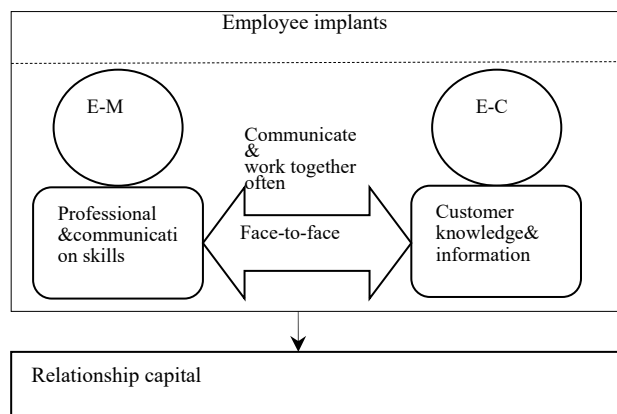 Employee implants
E-M
E-C
Communicate
&
work together
often
Professional
&communicati
on skills
Face-to-face
Customer
knowledge&
information
Relationship capital